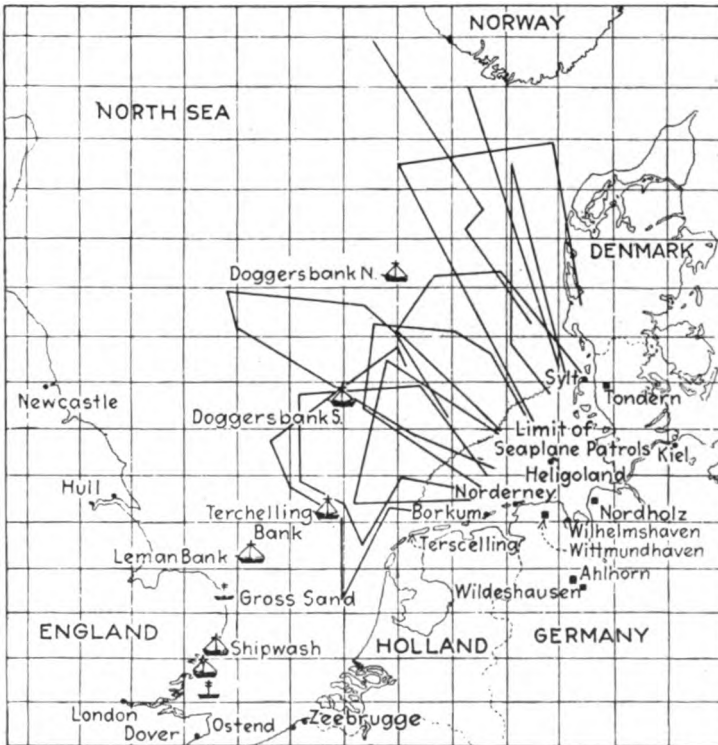 NORWAY
NORTH SEA
DENMARK
Doggersbank N.
Sylt
Tondern
Newcastle
Doggersbank S.
Limit of
Seaplane Patrols
Kiel
Heligoland
Hull
Norderney
Terchelling
Bank
Borkum
Nordholz
Wilhelmshaven
Terscelling
Wittmundhaven
Leman Bank
Ahlhorn
Wildeshausen
Gross Sand
ENGLAND
Shipwash
HOLLAND
GERMANY
London
Dover
Ostend
Zeebrugge